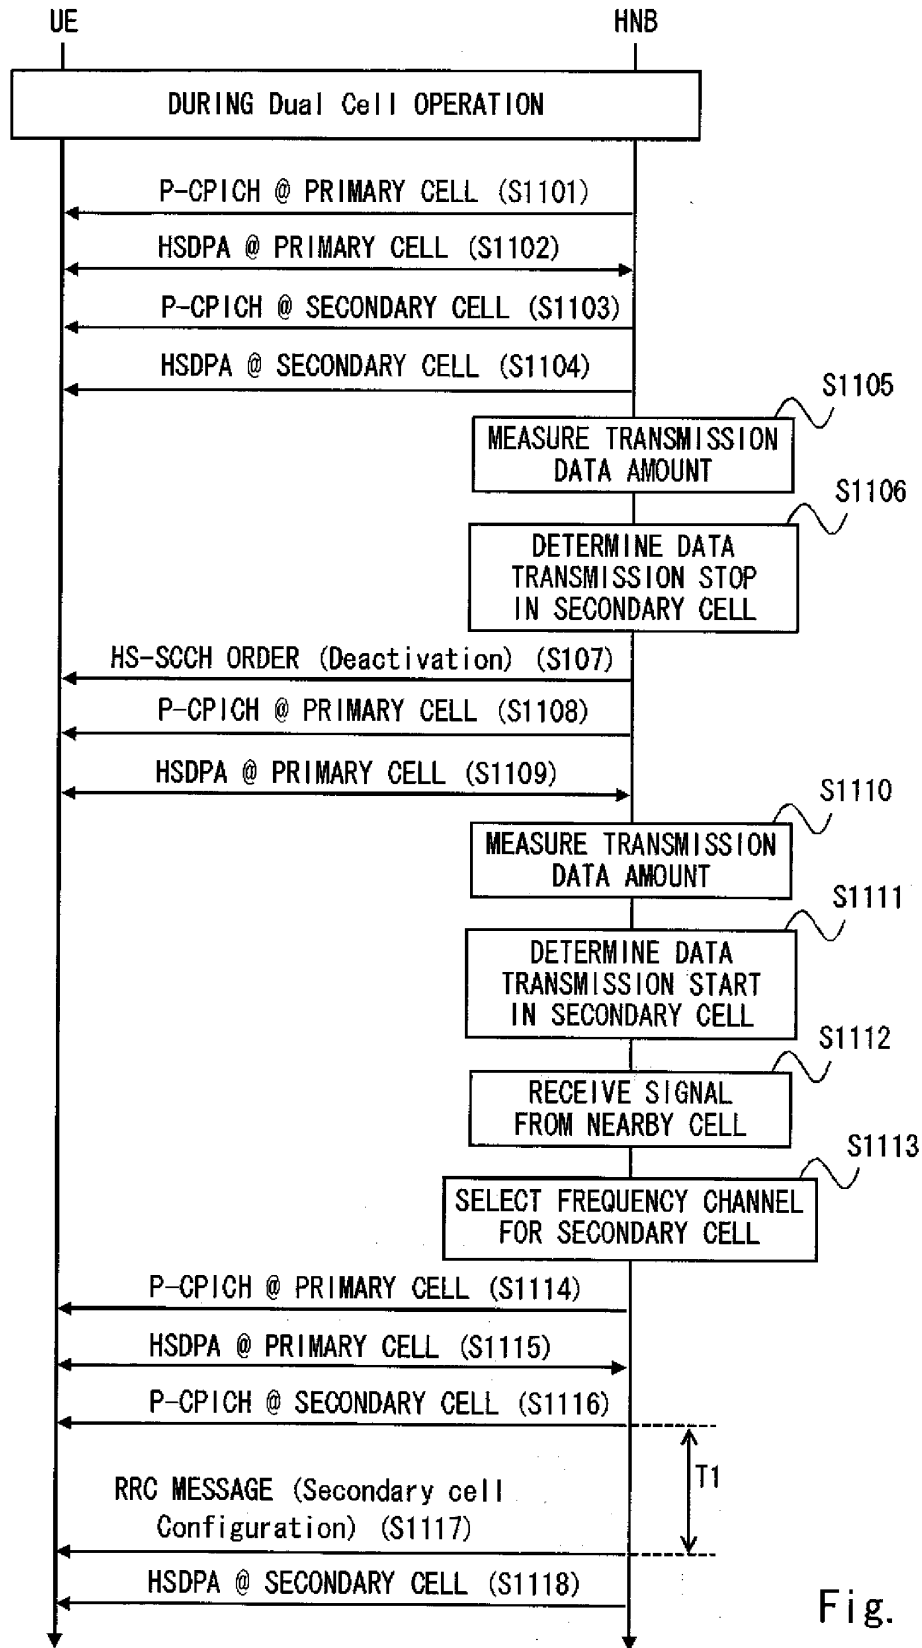 UE
HNB
DURING Dual Cell OPERATION
P-CPICH @ PRIMARY CELL (S1101)
HSDPA @ PRIMARY CELL (S1102)
P-CPICH @ SECONDARY CELL (S1103)
HSDPA @ SECONDARY CELL (S1104)
S1105
MEASURE TRANSMISSION
DATA AMOUNT
S1106
DETERMINE DATA
TRANSMISSION STOP
IN SECONDARY CELL
HS-SCCH ORDER (Deactivation) (S107)
P-CPICH @ PRIMARY CELL (S1108)
HSDPA @ PRIMARY CELL (S1109)
S1110
MEASURE TRANSMISSION
DATA AMOUNT
S1111
DETERMINE DATA
TRANSMISSION START
IN SECONDARY CELL
S1112
RECEIVE SIGNAL
FROM NEARBY CELL
S1113
SELECT FREQUENCY CHANNEL
FOR SECONDARY CELL
P-CPICH @ PRIMARY CELL (S1114)
HSDPA @ PRIMARY CELL (S1115)
P-CPICH @ SECONDARY CELL (S1116)
T1
RRC MESSAGE (Secondary cell
Configuration) (S1117)
HSDPA @ SECONDARY CELL (S1118)
Fig.